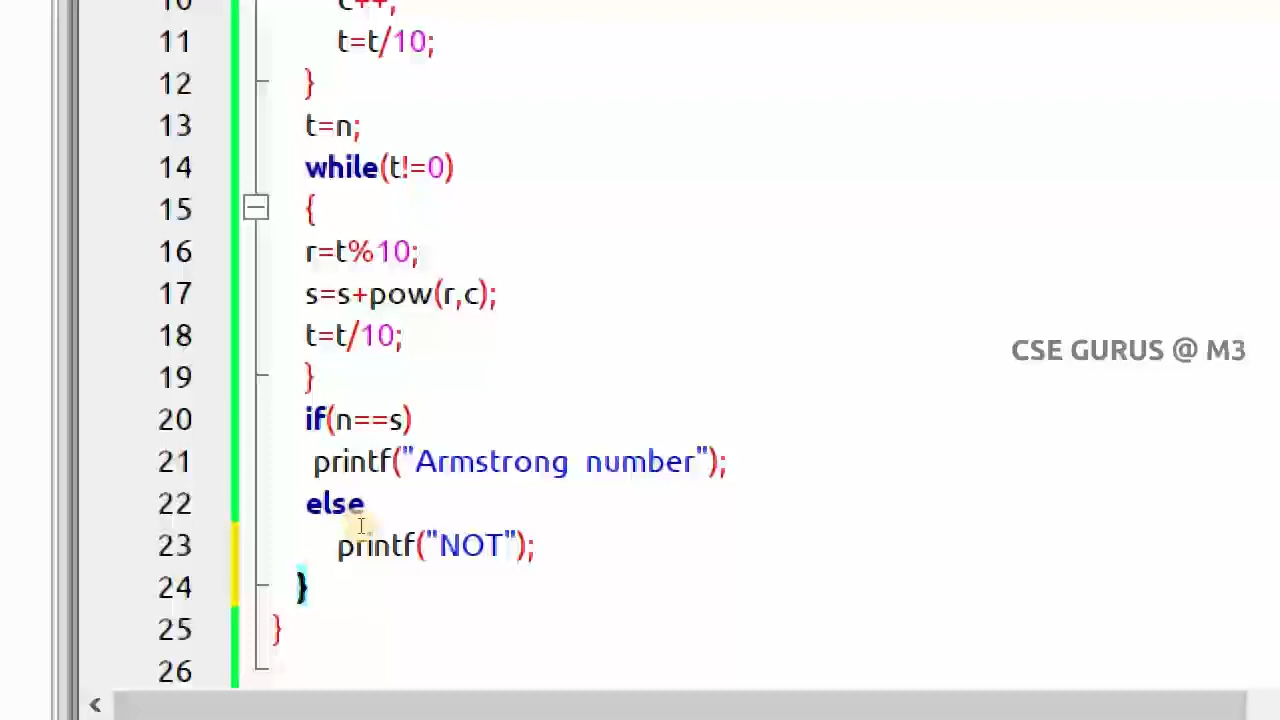 10 c++;
11 t=t/10;
12 }
13 t=n;
14 while(t!=0)
15 {
16 r=t%10;
17 s=s+pow(r,c);
18 t=t/10;
19 }
20 if(n==s)
21 printf("Armstrong number");
22 else
23 printf("NOT");
24 }
25 }
26
CSE GURUS @ M3